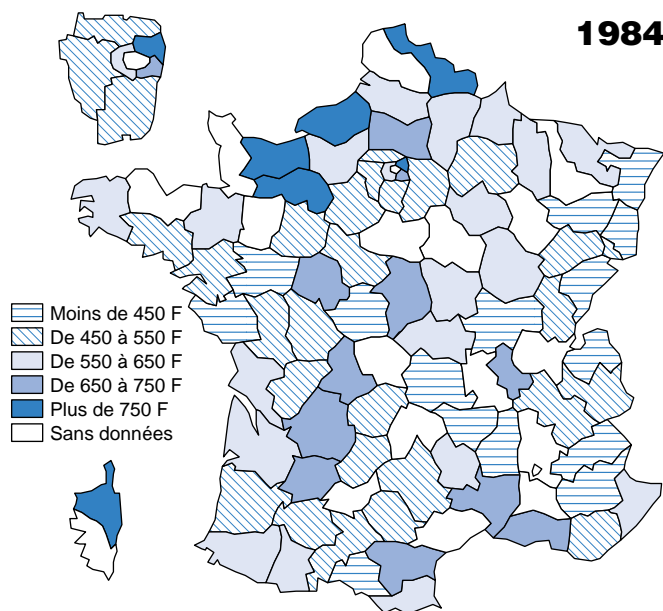 1984
Moins de 450 F
De 450 à 550 F
De 550 à 650 F
De 650 à 750 F
Plus de 750 F
Sans données